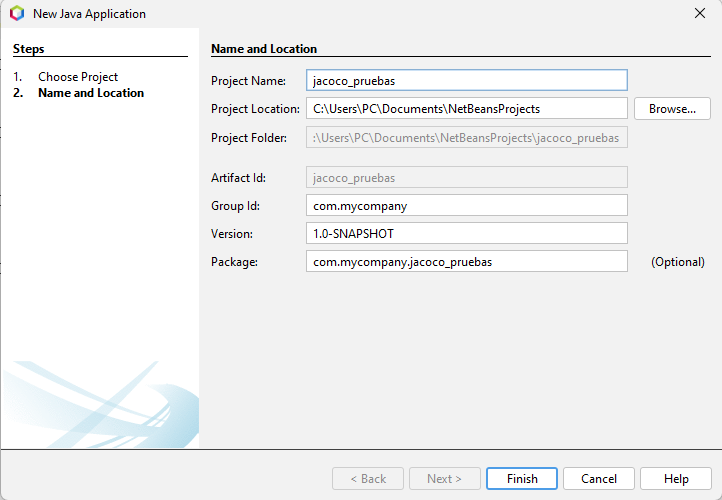 New Java Application
Steps
1. Choose Project
2. Name and Location
Name and Location
Project Name: jacoco_pruebas
Project Location: C:\Users\PC\Documents\NetBeansProjects Browse...
Project Folder: :\Users\PC\Documents\NetBeansProjects\jacoco_pruebas
Artifact Id: jacoco_pruebas
Group Id: com.mycompany
Version: 1.0-SNAPSHOT
Package: com.mycompany.jacoco_pruebas (Optional)
< Back Next > Finish Cancel Help